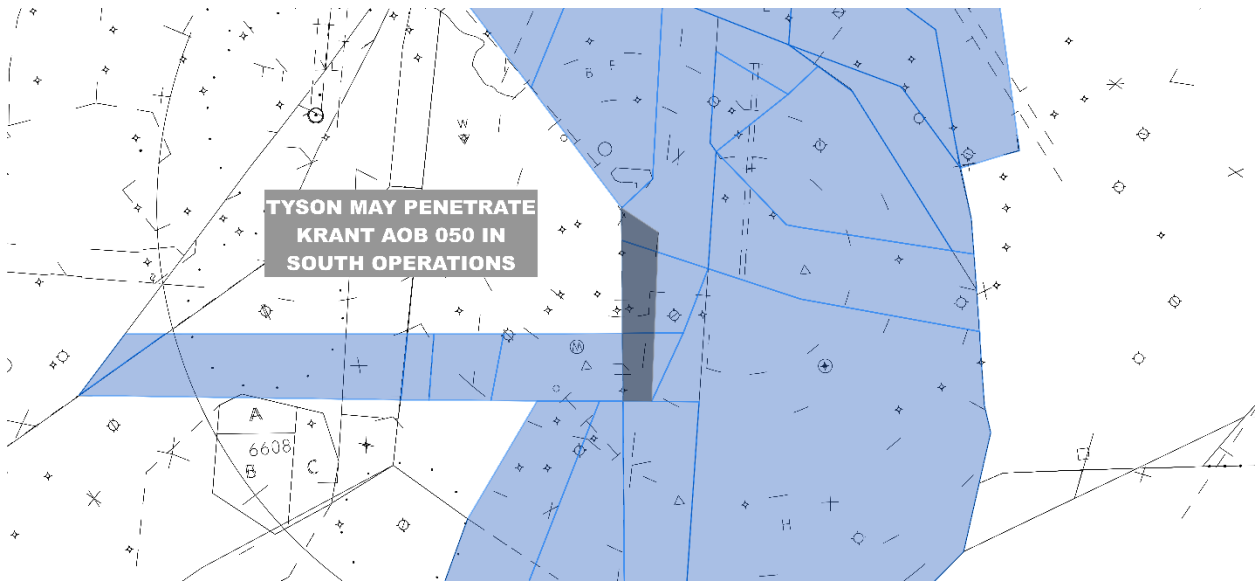 B F
W
TYSON MAY PENETRATE
KRANT AOB 050 IN
SOUTH OPERATIONS
M
A
6608
B
C
H